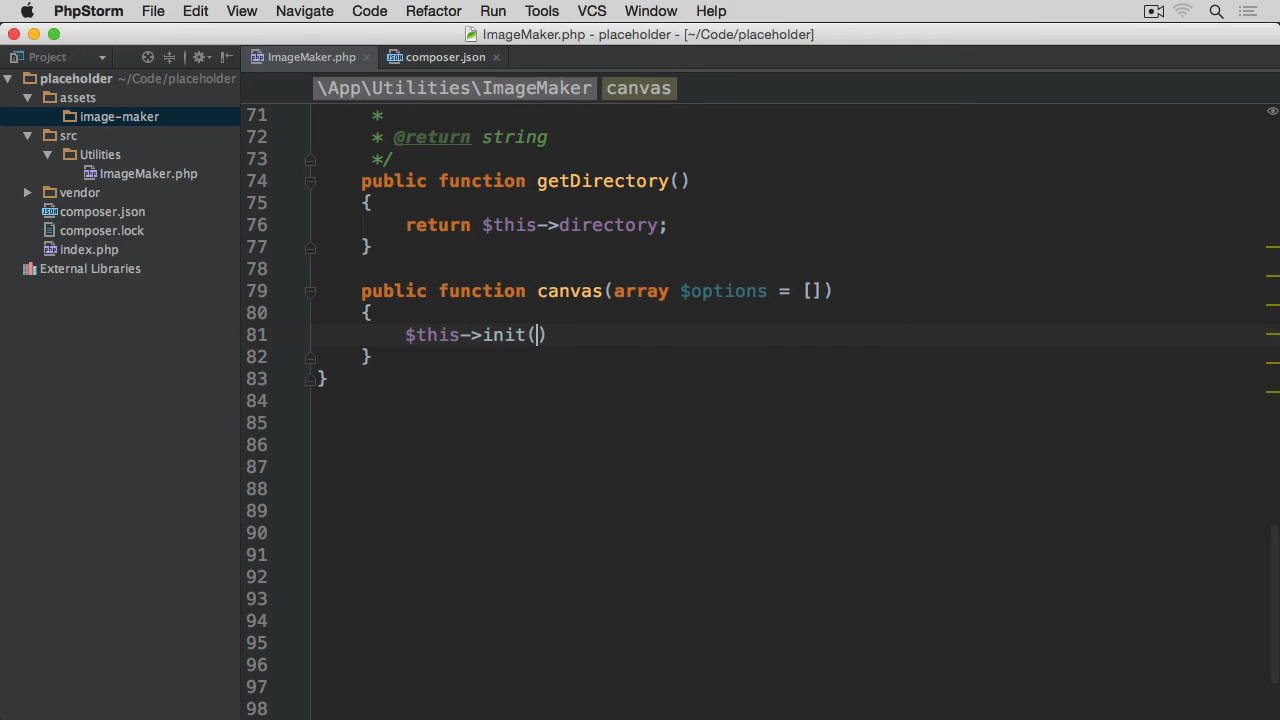 PhpStorm File Edit View Navigate Code Refactor Run Tools VCS Window Help
ImageMaker.php - placeholder - [~/Code/placeholder]
Project
ImageMaker.php
composer.json
placeholder ~/Code/placeholder
assets
image-maker
src
Utilities
ImageMaker.php
vendor
composer.json
composer.lock
index.php
External Libraries
\App\Utilities\ImageMaker canvas
71 *
72 * @return string
73 */
74 public function getDirectory()
75 {
76 return $this->directory;
77 }
78
79 public function canvas(array $options = [])
80 {
81 $this->init()
82 }
83 }
84
85
86
87
88
89
90
91
92
93
94
95
96
97
98